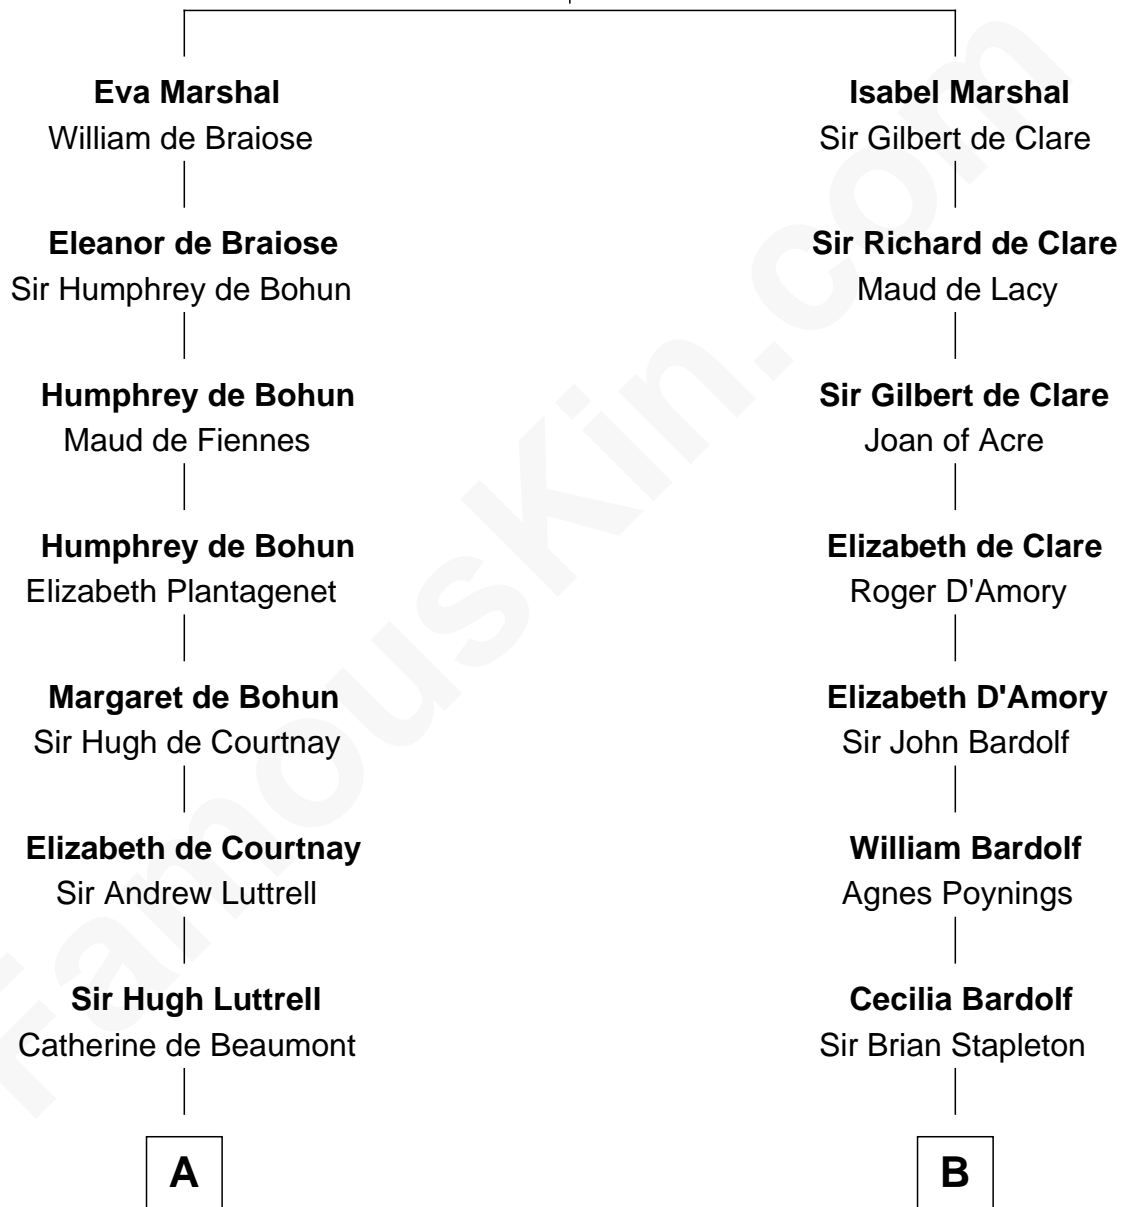 Eva Marshal
William de Braiose
Eleanor de Braiose
Sir Humphrey de Bohun
Humphrey de Bohun
Maud de Fiennes
Humphrey de Bohun
Elizabeth Plantagenet
Margaret de Bohun
Sir Hugh de Courtnay
Elizabeth de Courtnay
Sir Andrew Luttrell
Sir Hugh Luttrell
Catherine de Beaumont
A
Isabel Marshal
Sir Gilbert de Clare
Sir Richard de Clare
Maud de Lacy
Sir Gilbert de Clare
Joan of Acre
Elizabeth de Clare
Roger D'Amory
Elizabeth D'Amory
Sir John Bardolf
William Bardolf
Agnes Poynings
Cecilia Bardolf
Sir Brian Stapleton
B
FamousKin.com